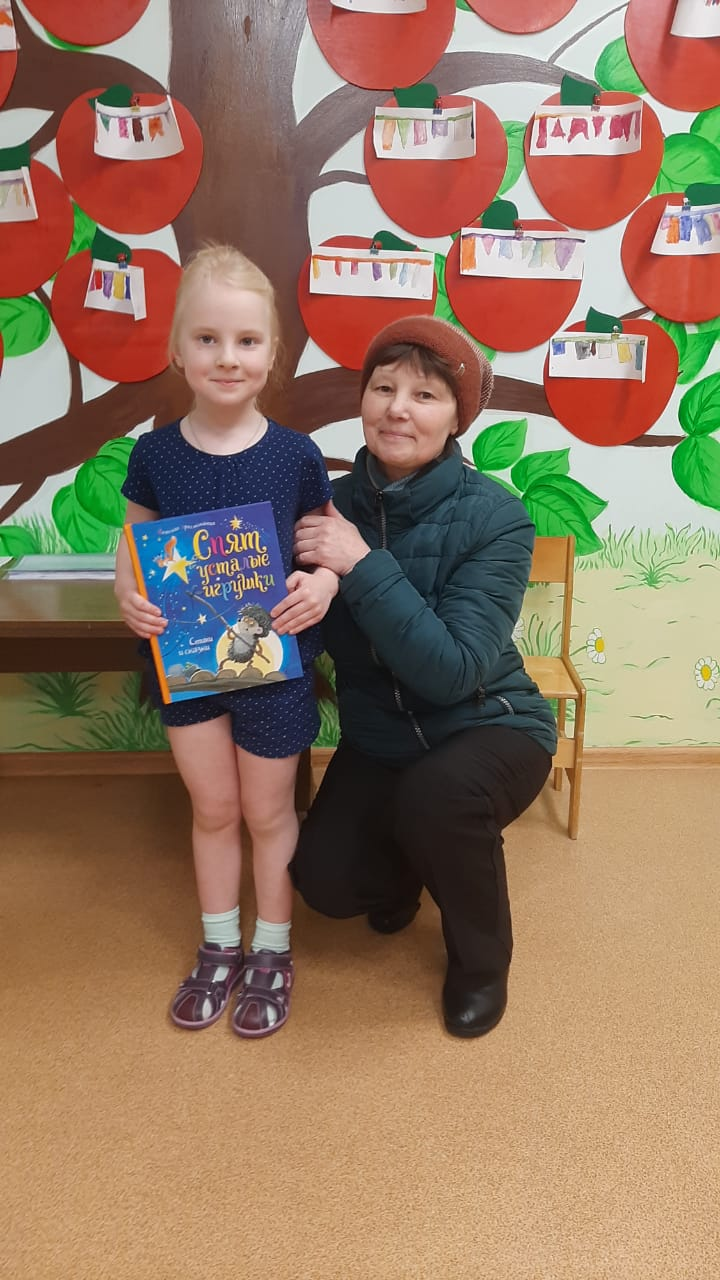 Спят
усталые
игрушки
Стихи
и сказки